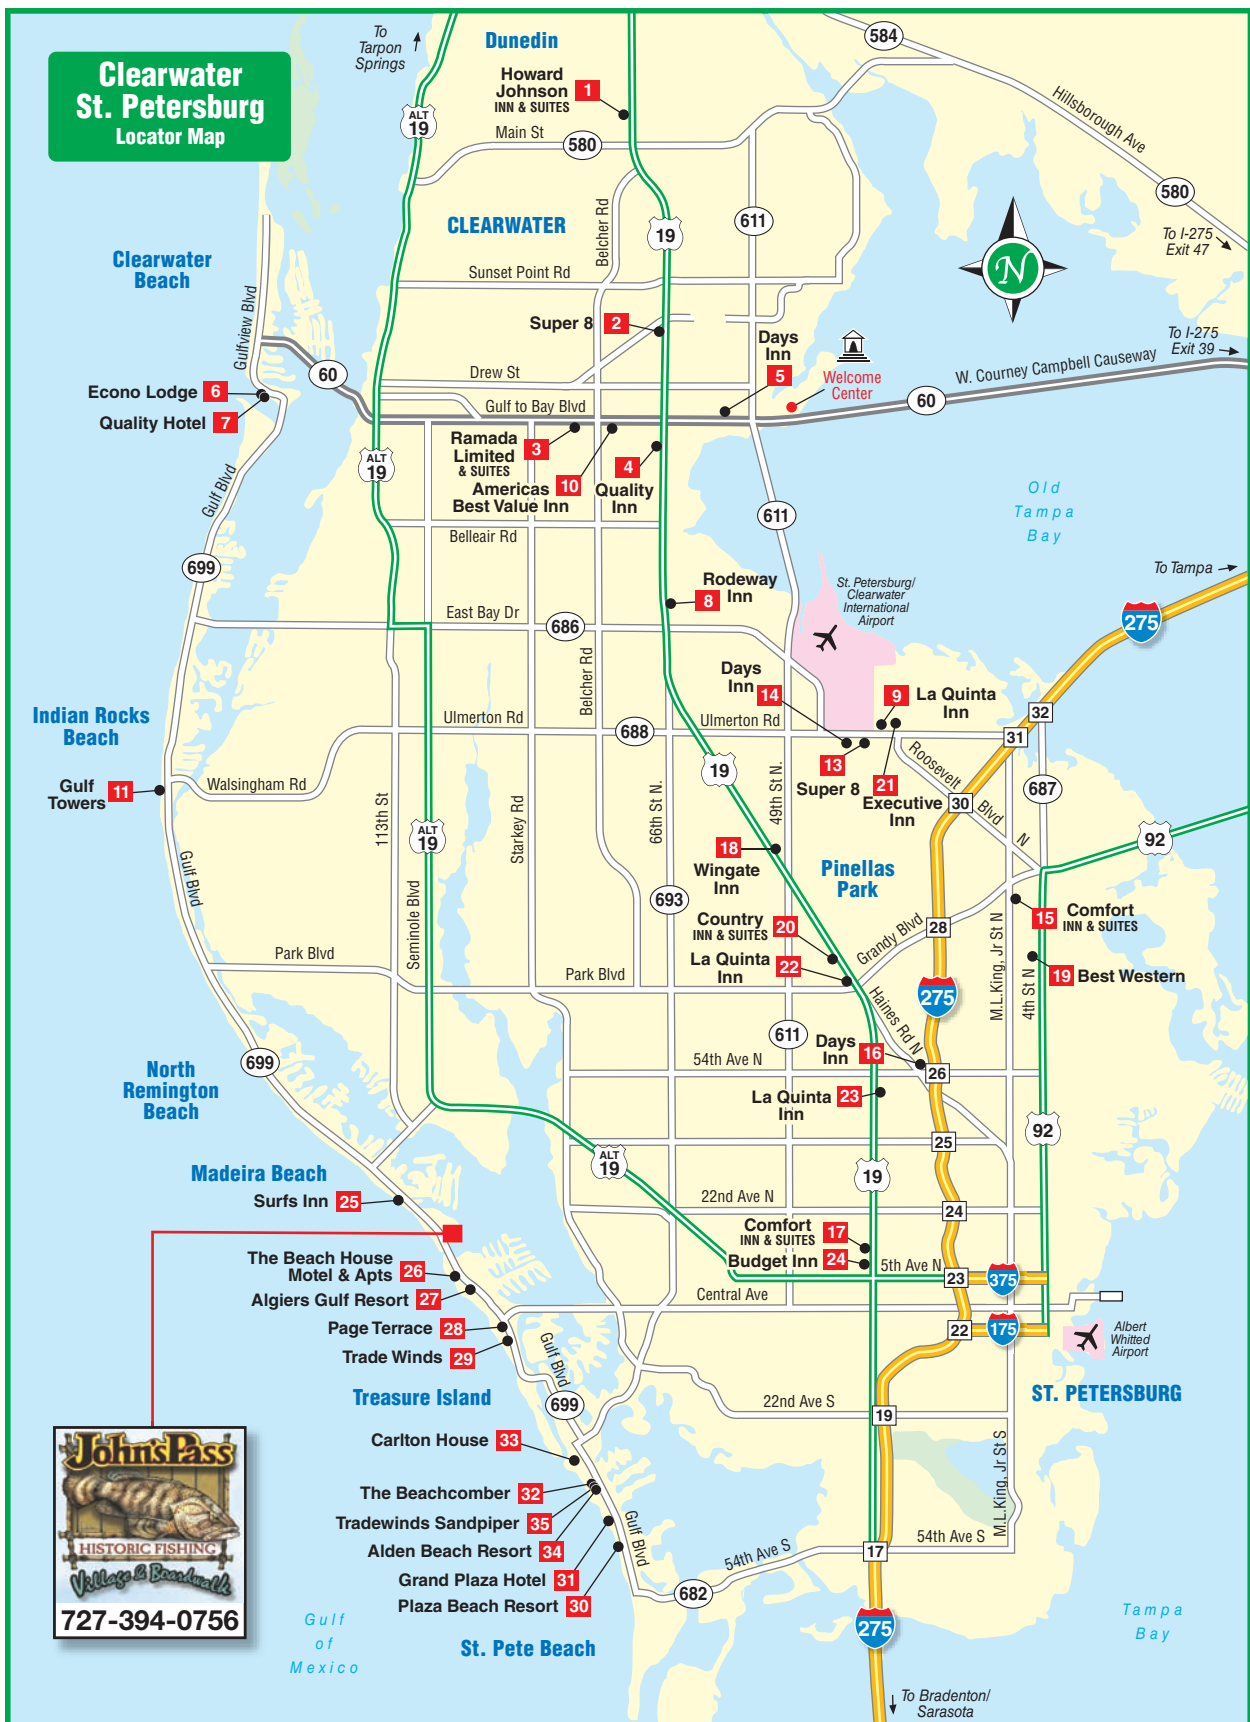 Clearwater
St. Petersburg
Locator Map
To
Tarpon
Springs
Dunedin
Howard
Johnson
INN & SUITES
1
584
Hillsborough Ave
ALT
19
Main St
580
580
To I-275
Exit 47
CLEARWATER
Belcher Rd
19
611
N
Clearwater
Beach
Sunset Point Rd
Gulfview Blvd
Super 8
2
Days
Inn
5
Welcome
Center
To I-275
Exit 39
W. Courney Campbell Causeway
60
60
Drew St
Econo Lodge
6
Quality Hotel
7
Gulf to Bay Blvd
Ramada
Limited
& SUITES
3
ALT
19
Americas
Best Value Inn
10
4
Quality
Inn
Gulf Blvd
Old
Tampa
Bay
611
Belleair Rd
699
To Tampa
Rodeway
Inn
8
St. Petersburg/
Clearwater
International
Airport
275
East Bay Dr
686
Belcher Rd
Days
Inn
14
9
La Quinta
Inn
Indian Rocks
Beach
Ulmerton Rd
688
Ulmerton Rd
32
31
Roosevelt
Blvd
N
13
Super 8
21
Executive
Inn
30
687
19
Gulf
Towers
11
Walsingham Rd
113th St
ALT
19
Starkey Rd
66th St N.
49th St N.
92
18
Wingate
Inn
Pinellas
Park
Gulf Blvd
Seminole Blvd
693
Country
INN & SUITES
20
Grandy Blvd
28
15
Comfort
INN & SUITES
La Quinta
Inn
22
M.L.King, Jr St N
4th St N
19
Best Western
Park Blvd
Park Blvd
Haines Rd N
275
611
Days
Inn
16
North
Remington
Beach
699
54th Ave N
26
La Quinta
Inn
23
92
25
ALT
19
19
Madeira Beach
Surfs Inn
25
22nd Ave N
24
Comfort
INN & SUITES
17
Budget Inn
24
5th Ave N
23
375
The Beach House
Motel & Apts
26
Algiers Gulf Resort
27
Central Ave
Page Terrace
28
22
175
Albert
Whitted
Airport
Trade Winds
29
Gulf Blvd
Treasure Island
699
22nd Ave S
19
ST. PETERSBURG
Carlton House
33
M.L.King, Jr St S
The Beachcomber
32
Tradewinds Sandpiper
35
Alden Beach Resort
34
Gulf Blvd
54th Ave S
17
54th Ave S
Grand Plaza Hotel
31
Plaza Beach Resort
30
682
John's Pass
HISTORIC FISHING
Village & Boardwalk
727-394-0756
Gulf
of
Mexico
St. Pete Beach
275
Tampa
Bay
To Bradenton/
Sarasota